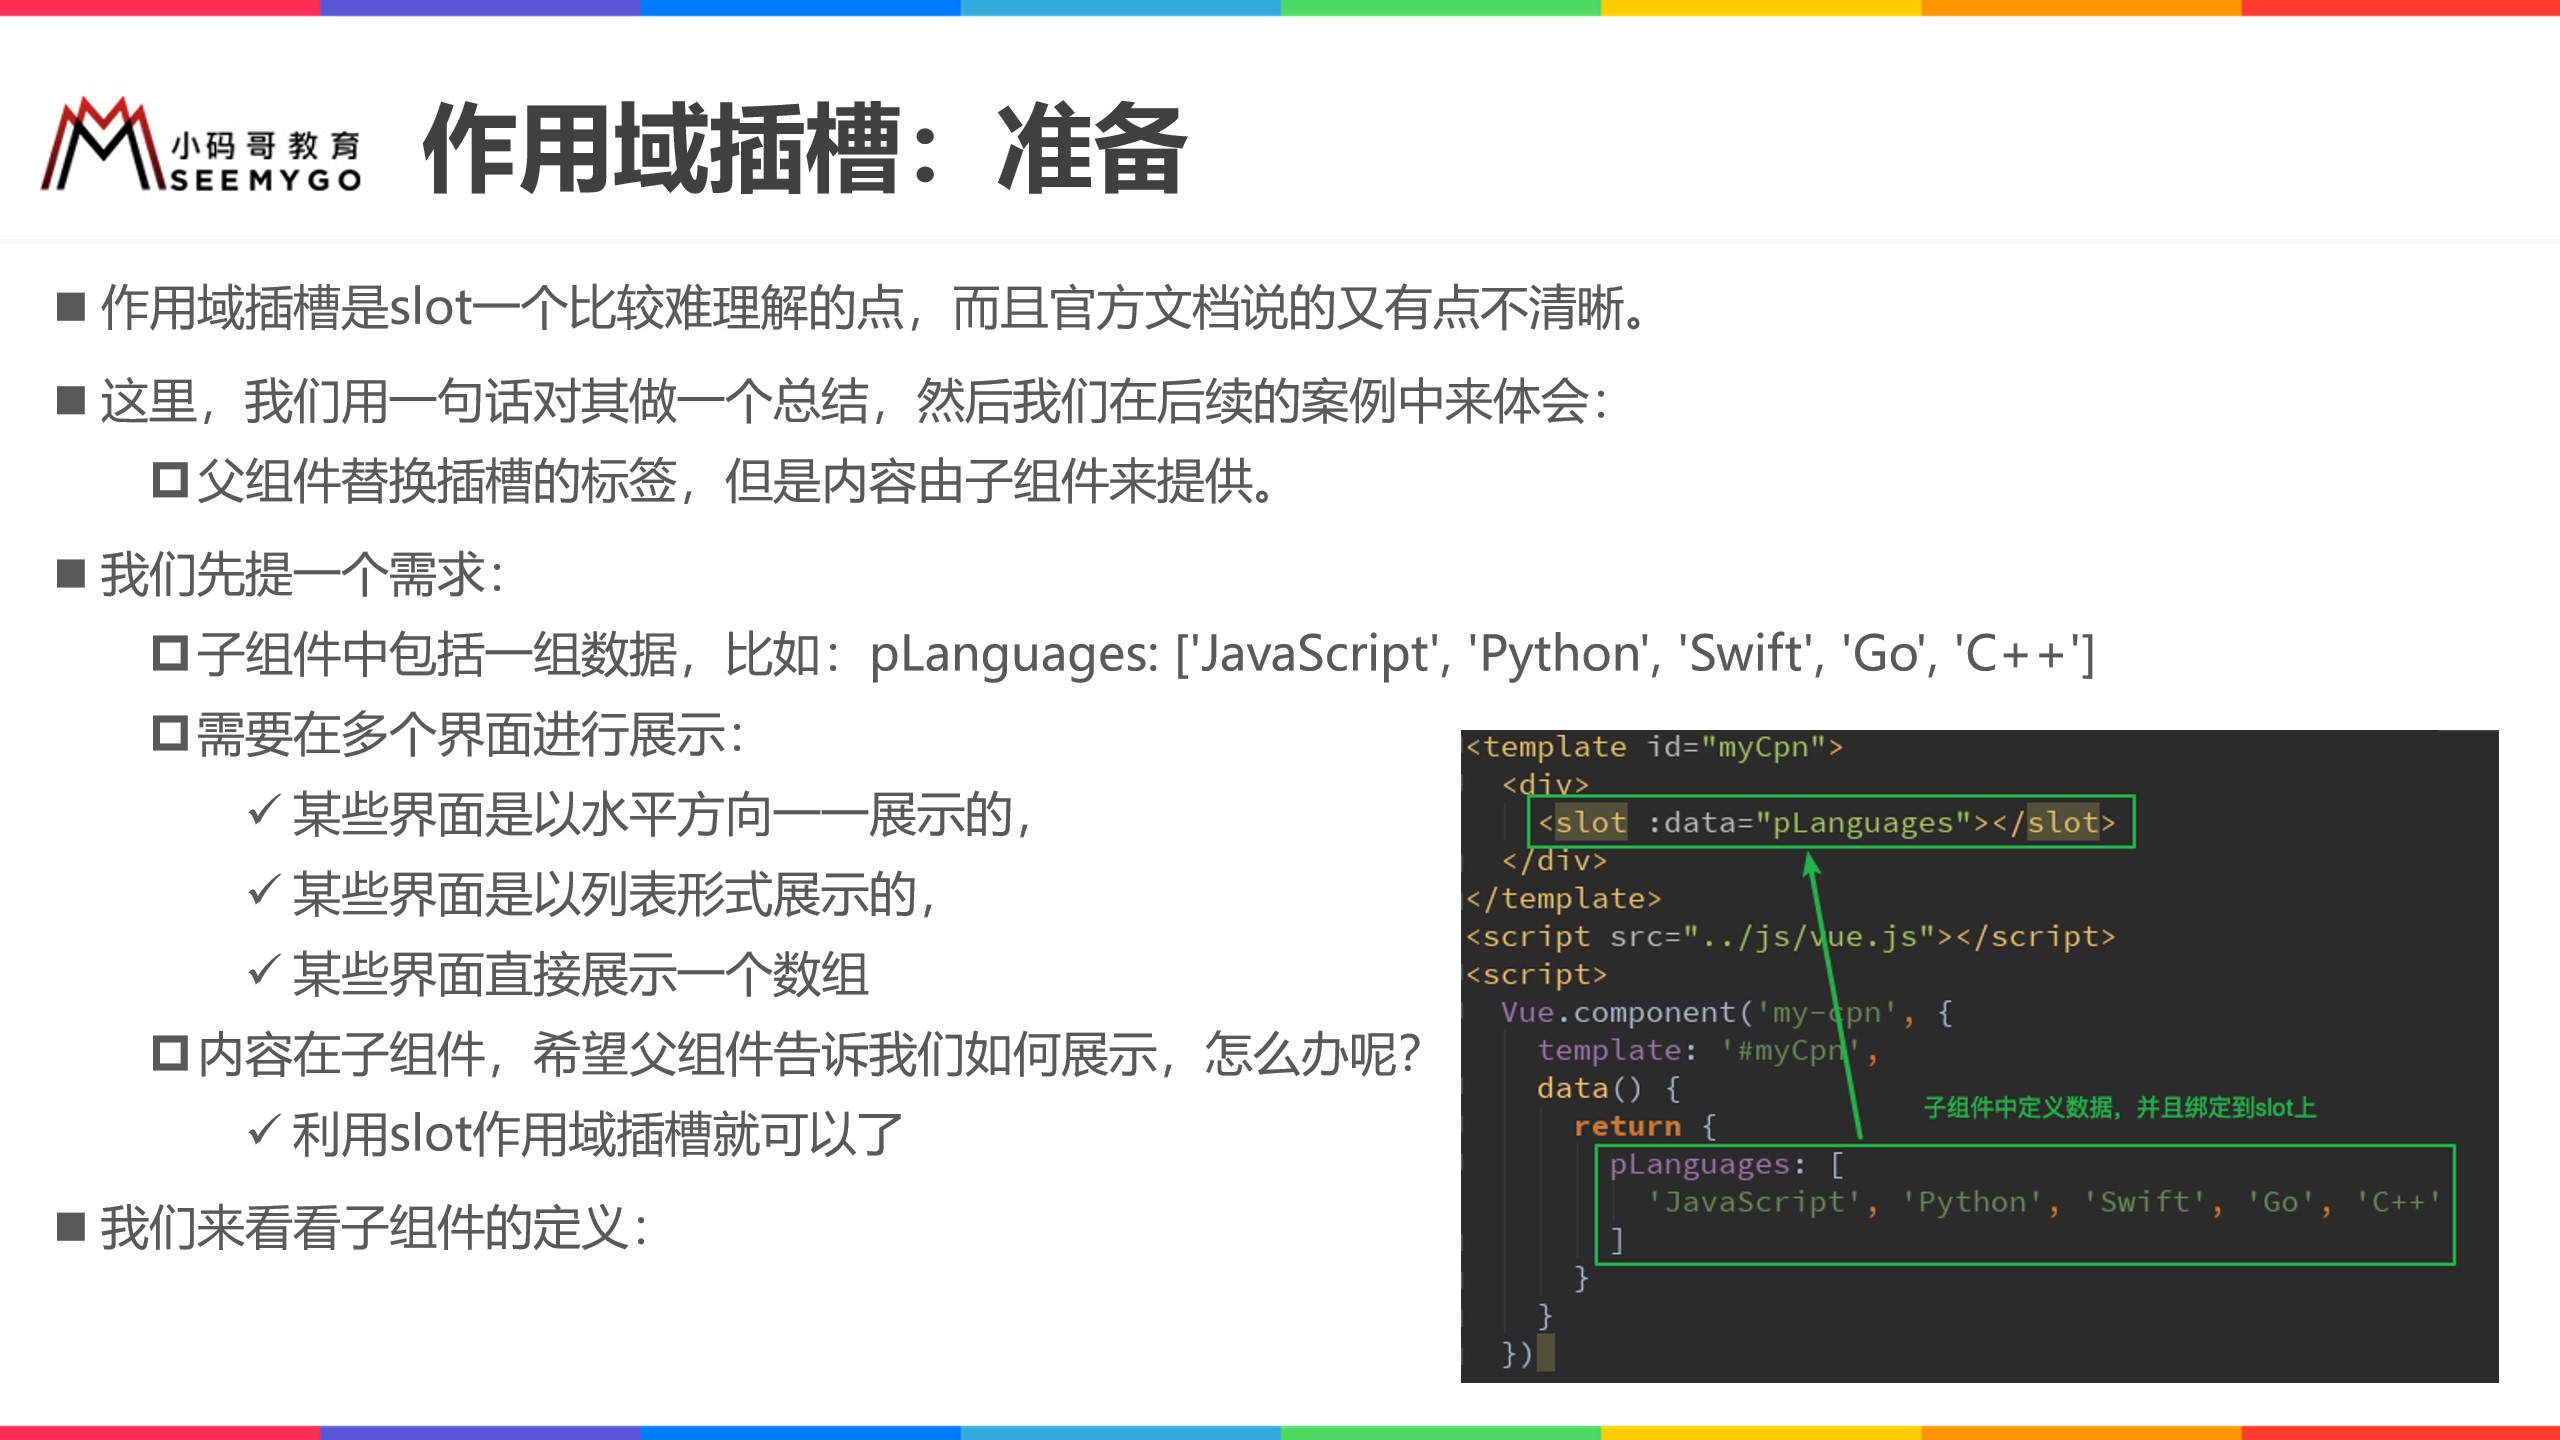 小码哥教育
SEEMYGO
作用域插槽：准备
作用域插槽是slot一个比较难理解的点，而且官方文档说的又有点不清晰。
这里，我们用一句话对其做一个总结，然后我们在后续的案例中来体会：
父组件替换插槽的标签，但是内容由子组件来提供。
我们先提一个需求：
子组件中包括一组数据，比如：pLanguages: ['JavaScript', 'Python', 'Swift', 'Go', 'C++']
需要在多个界面进行展示：
某些界面是以水平方向一一展示的，
某些界面是以列表形式展示的，
某些界面直接展示一个数组
内容在子组件，希望父组件告诉我们如何展示，怎么办呢？
利用slot作用域插槽就可以了
我们来看看子组件的定义：
<template id="myCpn">
  <div>
    <slot :data="pLanguages"></slot>
  </div>
</template>
<script src="../js/vue.js"></script>
<script>
  Vue.component('my-cpn', {
    template: '#myCpn',
    data() {
子组件中定义数据，并且绑定到slot上
      return {
        pLanguages: [
          'JavaScript', 'Python', 'Swift', 'Go', 'C++'
        ]
      }
    }
  })